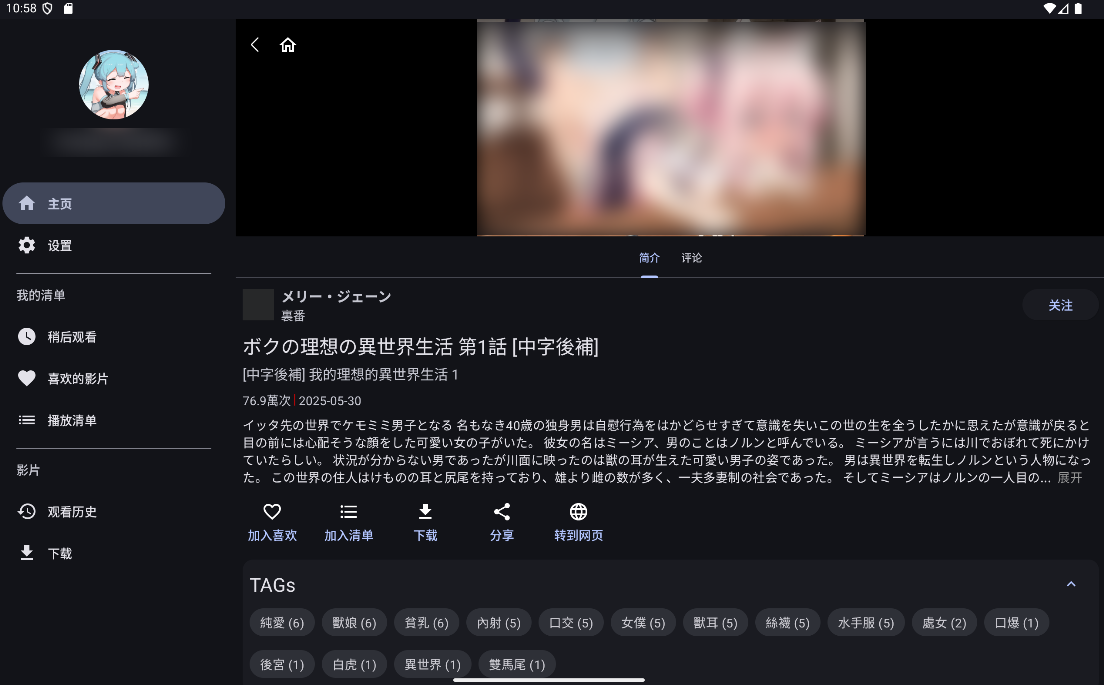 10:58
主页
设置
我的清单
稍后观看
喜欢的影片
播放清单
影片
观看历史
下载
简介 评论
メリー・ジェーン
裏番
关注
ボクの理想の異世界生活 第1話 [中字後補]
[中字後補] 我的理想的異世界生活 1
76.9萬次 | 2025-05-30
イッタ先の世界でケモミミ男子となる 名もなき40歳の独身男は自慰行為をはかどらせすぎて意識を失いこの世の生を全うしたかに思えたが意識が戻ると
目の前には心配そうな顔をした可愛い女の子がいた。 彼女の名はミーシア、男のことはノルンと呼んでいる。 ミーシアが言うには川でおぼれて死にかけ
ていたらしい。 状況が分からない男であったが川面に映ったのは獣の耳が生えた可愛い男子の姿であった。 男は異世界を転生しノルンという人物になっ
た。 この世界の住人はけものの耳と尻尾を持っており、雄より雌の数が多く、一夫多妻制の社会であった。 そしてミーシアはノルンの一人目の... 展开
加入喜欢 加入清单 下载 分享 转到网页
TAGs
純愛 (6) 獸娘 (6) 貧乳 (6) 內射 (5) 口交 (5) 女僕 (5) 獸耳 (5) 絲襪 (5) 水手服 (5) 處女 (2) 口爆 (1)
後宮 (1) 白虎 (1) 異世界 (1) 雙馬尾 (1)